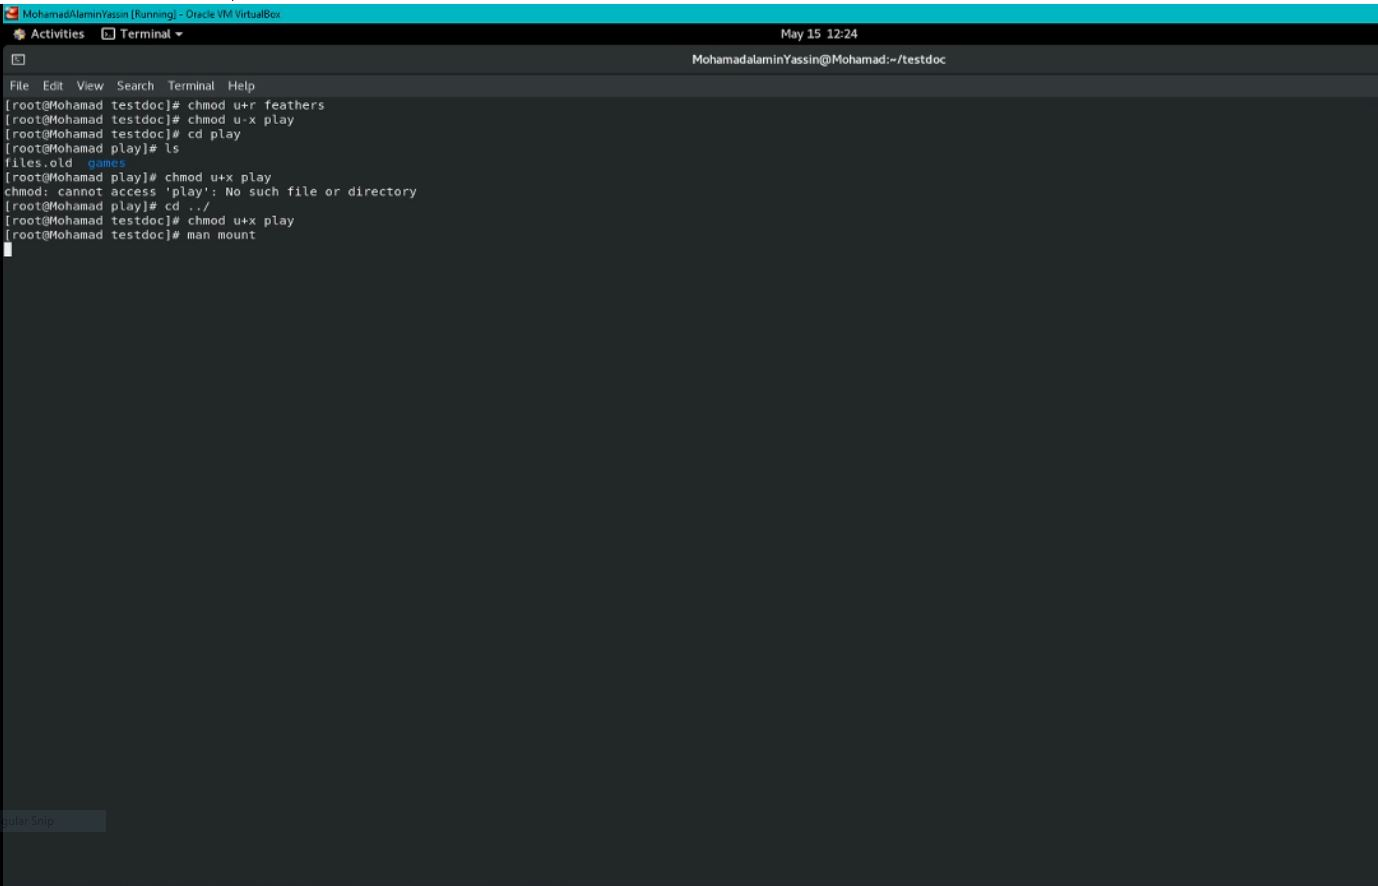 MohamadAlaminYassin [Running] - Oracle VM VirtualBox
Activities Terminal May 15 12:24
MohamadalaminYassin@Mohamad:~/testdoc
File Edit View Search Terminal Help
[root@Mohamad testdoc]# chmod u+r feathers
[root@Mohamad testdoc]# chmod u-x play
[root@Mohamad testdoc]# cd play
[root@Mohamad play]# ls
files.old games
[root@Mohamad play]# chmod u+x play
chmod: cannot access 'play': No such file or directory
[root@Mohamad play]# cd ../
[root@Mohamad testdoc]# chmod u+x play
[root@Mohamad testdoc]# man mount
gular Snip